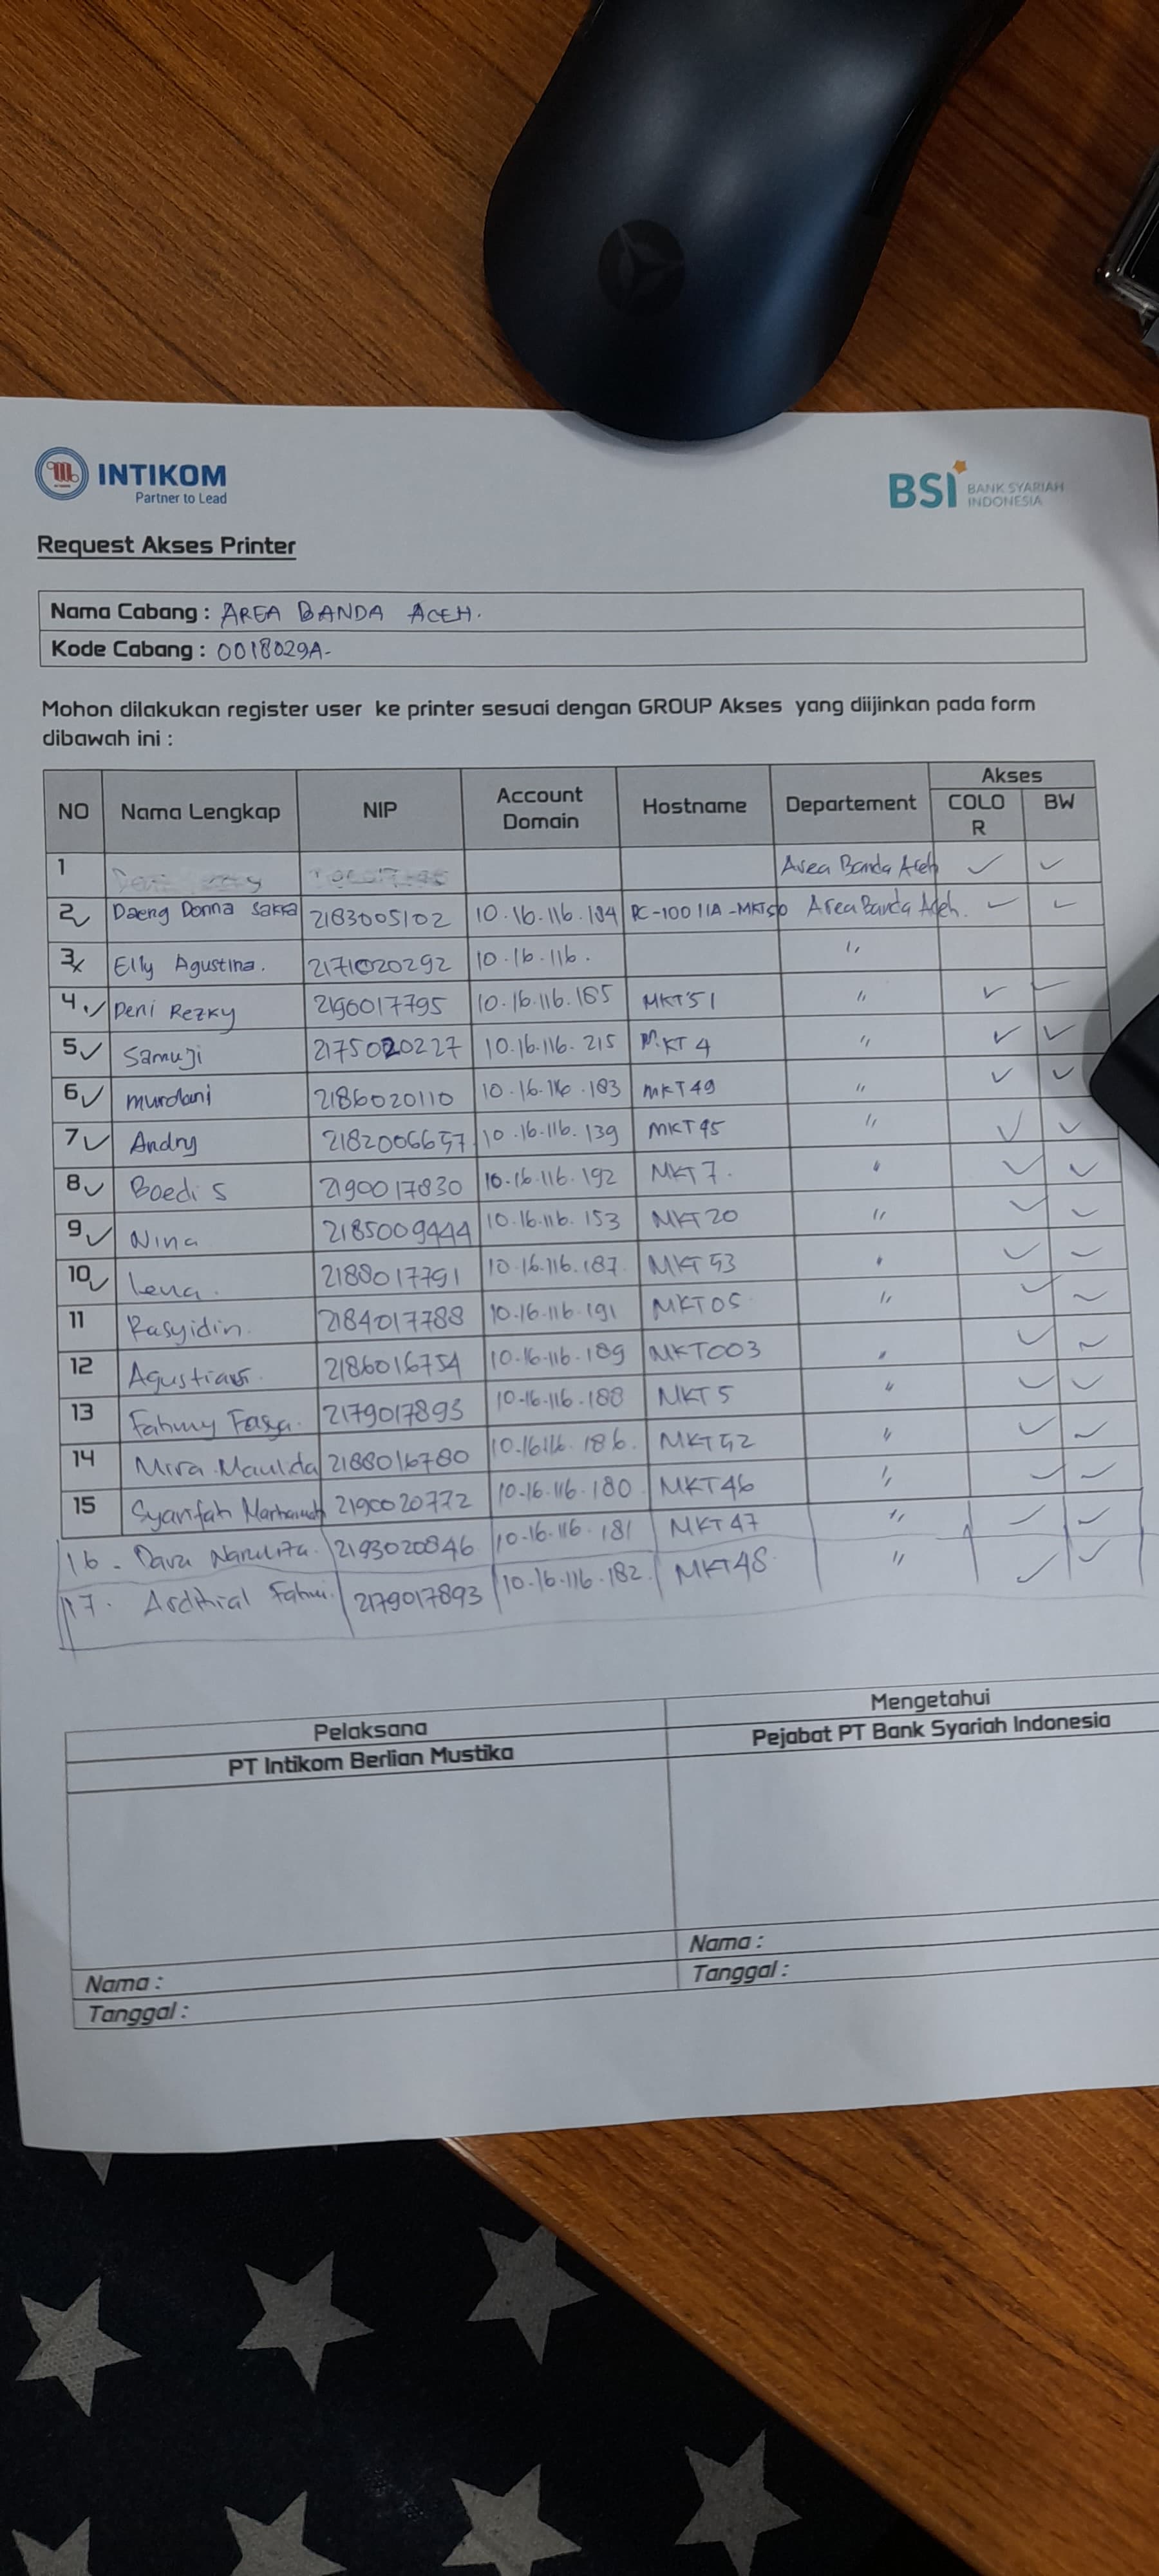 INTIKOM
Partner to Lead
BSI BANK SYARIAH
INDONESIA
Request Akses Printer
Nama Cabang : AREA BANDA ACEH.
Kode Cabang : 0018029A-
Mohon dilakukan register user ke printer sesuai dengan GROUP Akses yang diijinkan pada form
dibawah ini :
NO Nama Lengkap NIP Account Domain Hostname Departement Akses COLOR BW
1 Area Banda Aceh ✓ ✓
2 ✓ Daeng Donna Sakra 2183005102 10.16.116.184 PC-10011A-MKT50 Area Banda Aceh. ✓ ✓
3 x Elly Agustina. 2171020292 10.16.116. 〃
4. ✓ Deni Rezky 2190017795 10.16.116.185 MKT51 〃 ✓ ✓
5 ✓ Samuji 2175020227 10.16.116.215 MKT 4 〃 ✓ ✓
6 ✓ murdani 2186020110 10.16.116.183 MKT49 〃 ✓ ✓
7 ✓ Andry 2182006657 10.16.116.139 MKT45 〃 ✓ ✓
8 ✓ Boedi S 2190017830 10.16.116.192 MKT 7. 〃 ✓ ✓
9 ✓ Nina 2185009444 10.16.116.153 MKT20 〃 ✓ ✓
10 ✓ Lena. 2188017791 10.16.116.187. MKT53 〃 ✓ ✓
11 Rasyidin. 2184017788 10.16.116.191 MKT05 〃 ✓ ✓
12 2186016754 10.16.116.189 MKT003 〃 ✓ ✓
13 Fahmy Fasya. 2179017893 10.16.116.188 MKT 5 〃 ✓ ✓
14 Mira Maulida 2188016780 10.16.116.186. MKT52 〃 ✓ ✓
15 Syarifah 2190020772 10.16.116.180 MKT46 〃 ✓ ✓
16 - Dara Narulita. 2193020846 10.16.116.181 MKT47 〃 ✓ ✓
17. Ardhial Fahmi. 2179017893 10.16.116.182. MKT48 〃 ✓ ✓
Pelaksana
PT Intikom Berlian Mustika
Mengetahui
Pejabat PT Bank Syariah Indonesia
Nama :
Tanggal :
Nama :
Tanggal :